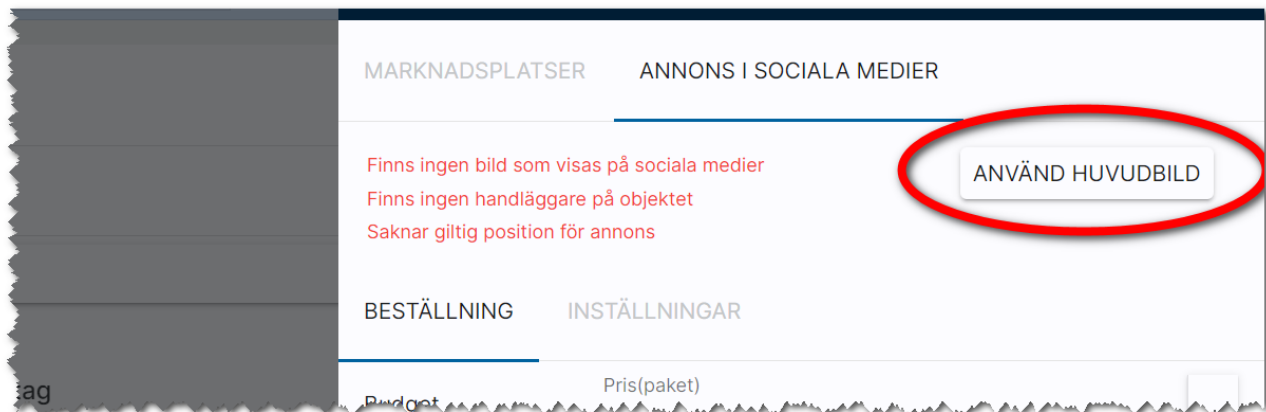 MARKNADSPLATSER ANNONS I SOCIALA MEDIER
Finns ingen bild som visas på sociala medier
ANVÄND HUVUDBILD
Finns ingen handläggare på objektet
Saknar giltig position för annons
BESTÄLLNING INSTÄLLNINGAR
Pris(paket)
Budget